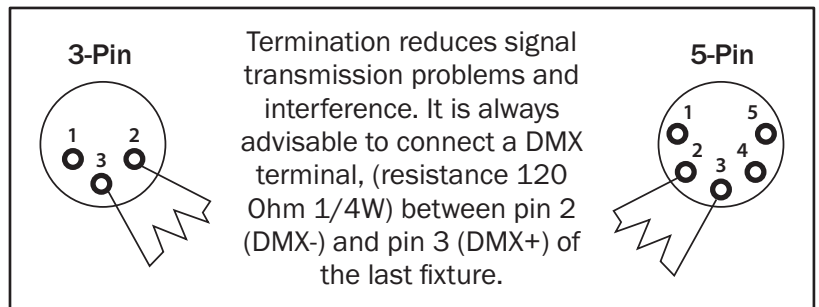 3-Pin
1
2
3
Termination reduces signal
transmission problems and
interference. It is always
advisable to connect a DMX
terminal, (resistance 120
Ohm 1/4W) between pin 2
(DMX-) and pin 3 (DMX+) of
the last fixture.
5-Pin
1
5
2
4
3